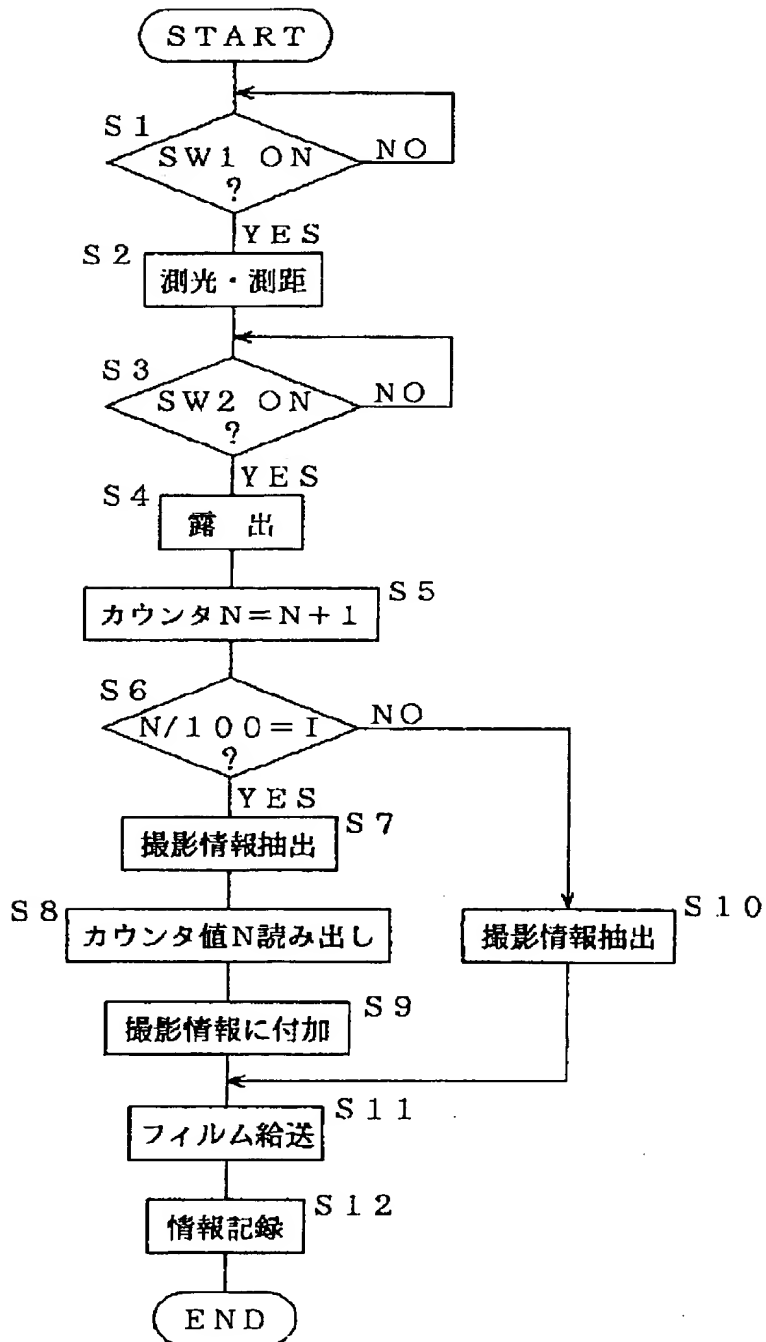 START
S1
SW1 ON
?
NO
YES
S2
測光・測距
S3
SW2 ON
?
NO
YES
S4
露 出
カウンタN=N+1
S5
S6
N/100=I
?
NO
YES
撮影情報抽出
S7
S8
カウンタ値N読み出し
撮影情報抽出
S10
撮影情報に付加
S9
フィルム給送
S11
情報記録
S12
END